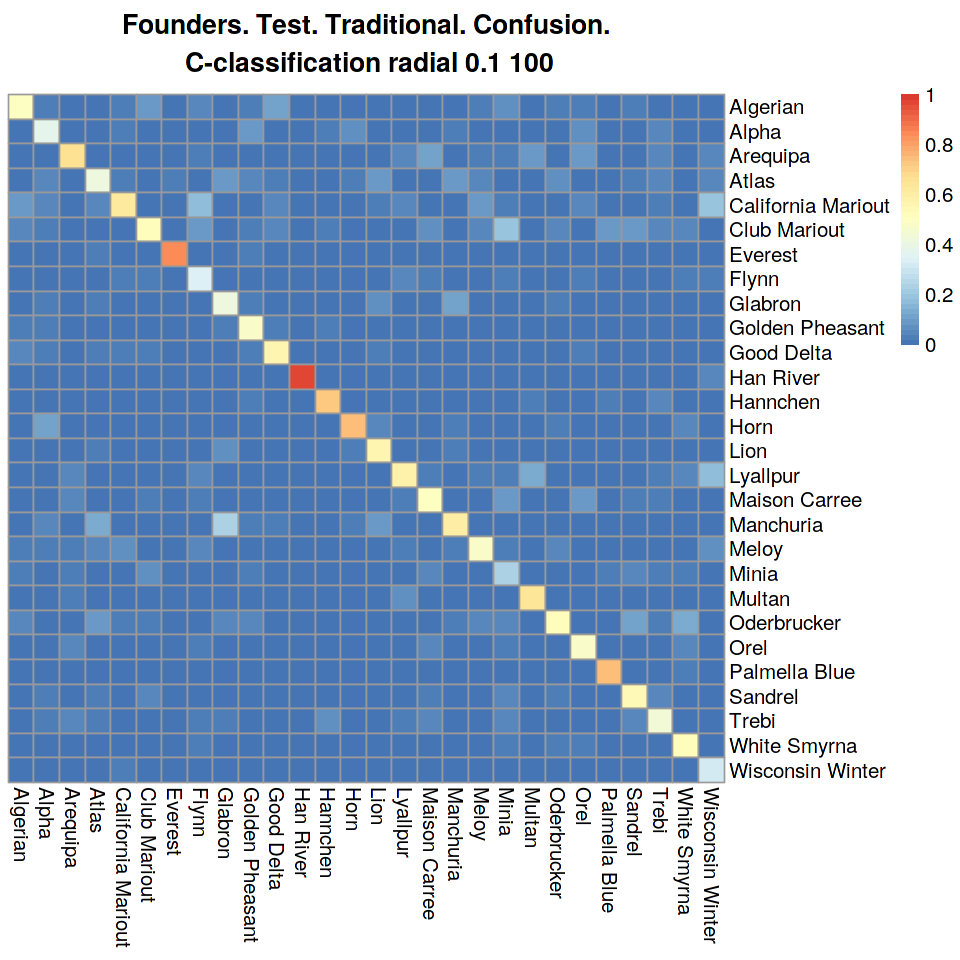 Founders. Test. Traditional. Confusion.
C-classification radial 0.1 100
Algerian
Alpha
Arequipa
Atlas
California Mariout
Club Mariout
Everest
Flynn
Glabron
Golden Pheasant
Good Delta
Han River
Hannchen
Horn
Lion
Lyallpur
Maison Carree
Manchuria
Meloy
Minia
Multan
Oderbrucker
Orel
Palmella Blue
Sandrel
Trebi
White Smyrna
Wisconsin Winter
1
0.8
0.6
0.4
0.2
0
Algerian
Alpha
Arequipa
Atlas
California Mariout
Club Mariout
Everest
Flynn
Glabron
Golden Pheasant
Good Delta
Han River
Hannchen
Horn
Lion
Lyallpur
Maison Carree
Manchuria
Meloy
Minia
Multan
Oderbrucker
Orel
Palmella Blue
Sandrel
Trebi
White Smyrna
Wisconsin Winter